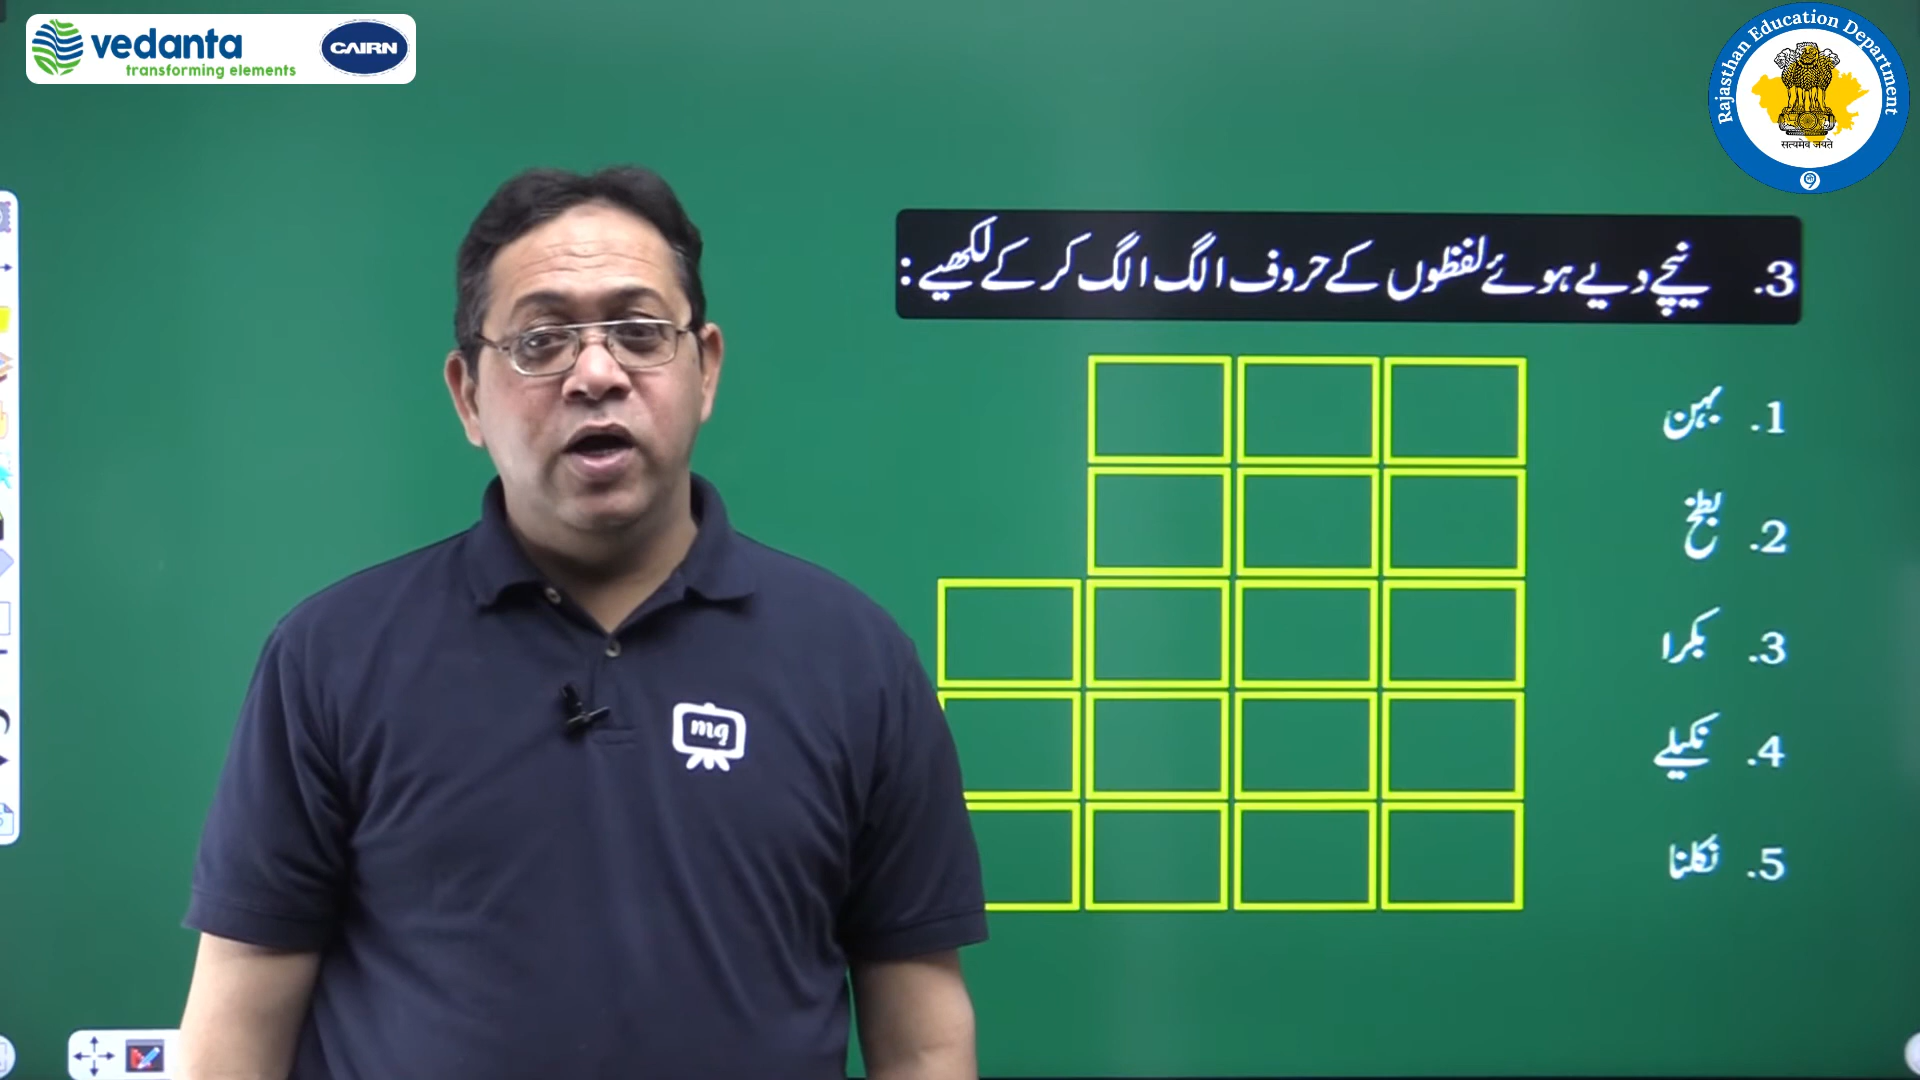 vedanta
transforming elements
CAIRN
Rajasthan Education Department
सत्यमेव जयते
3. نیچے دیے ہوئے لفظوں کے حروف الگ الگ کر کے لکھیے :
1. بہن
2. بطخ
3. بکرا
4. نکیلے
5. نکلنا
mg